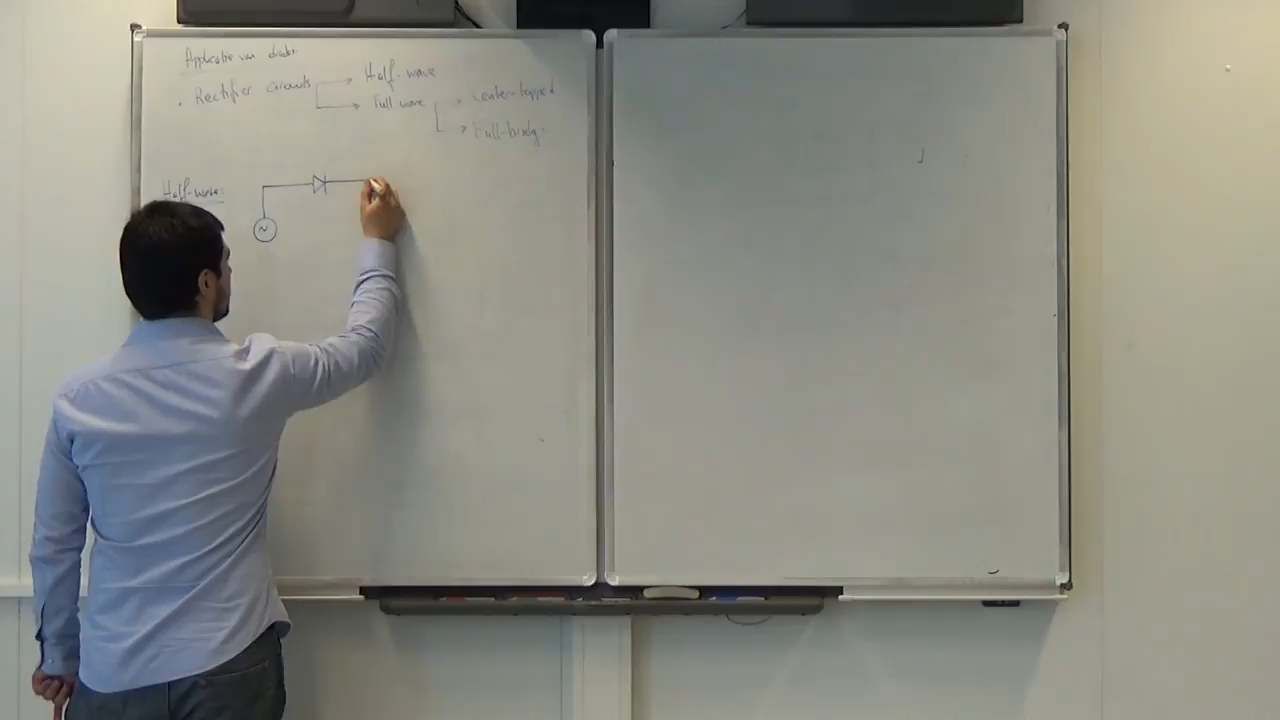 Applicatie van diodes
• Rectifier circuits → Half-wave
→ Full wave → center-tapped
→ Full-bridge
Half-wave: